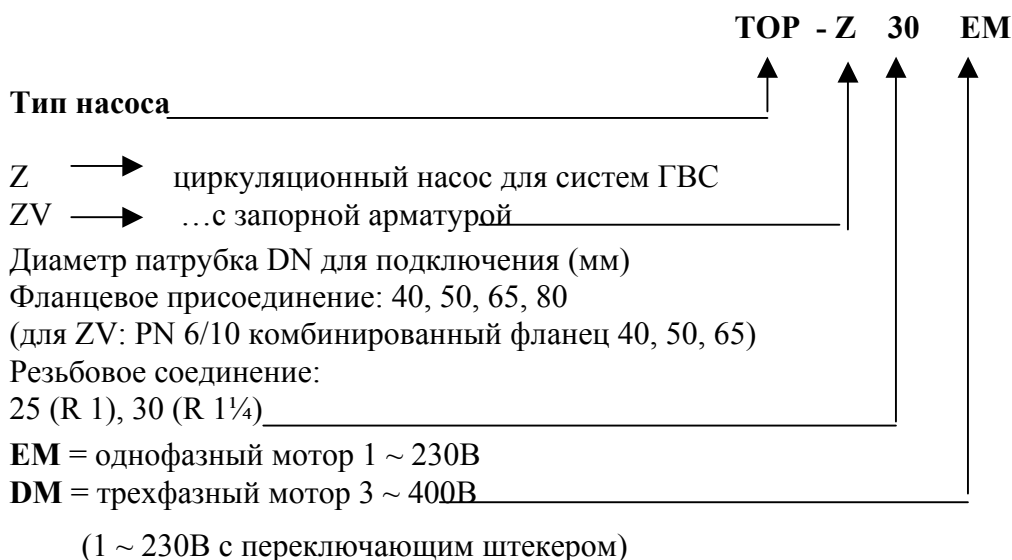 TOP - Z 30 EM
Тип насоса
Z циркуляционный насос для систем ГВС
ZV …с запорной арматурой
Диаметр патрубка DN для подключения (мм)
Фланцевое присоединение: 40, 50, 65, 80
(для ZV: PN 6/10 комбинированный фланец 40, 50, 65)
Резьбовое соединение:
25 (R 1), 30 (R 1¼)
EM = однофазный мотор 1 ~ 230В
DM = трехфазный мотор 3 ~ 400В
(1 ~ 230В с переключающим штекером)